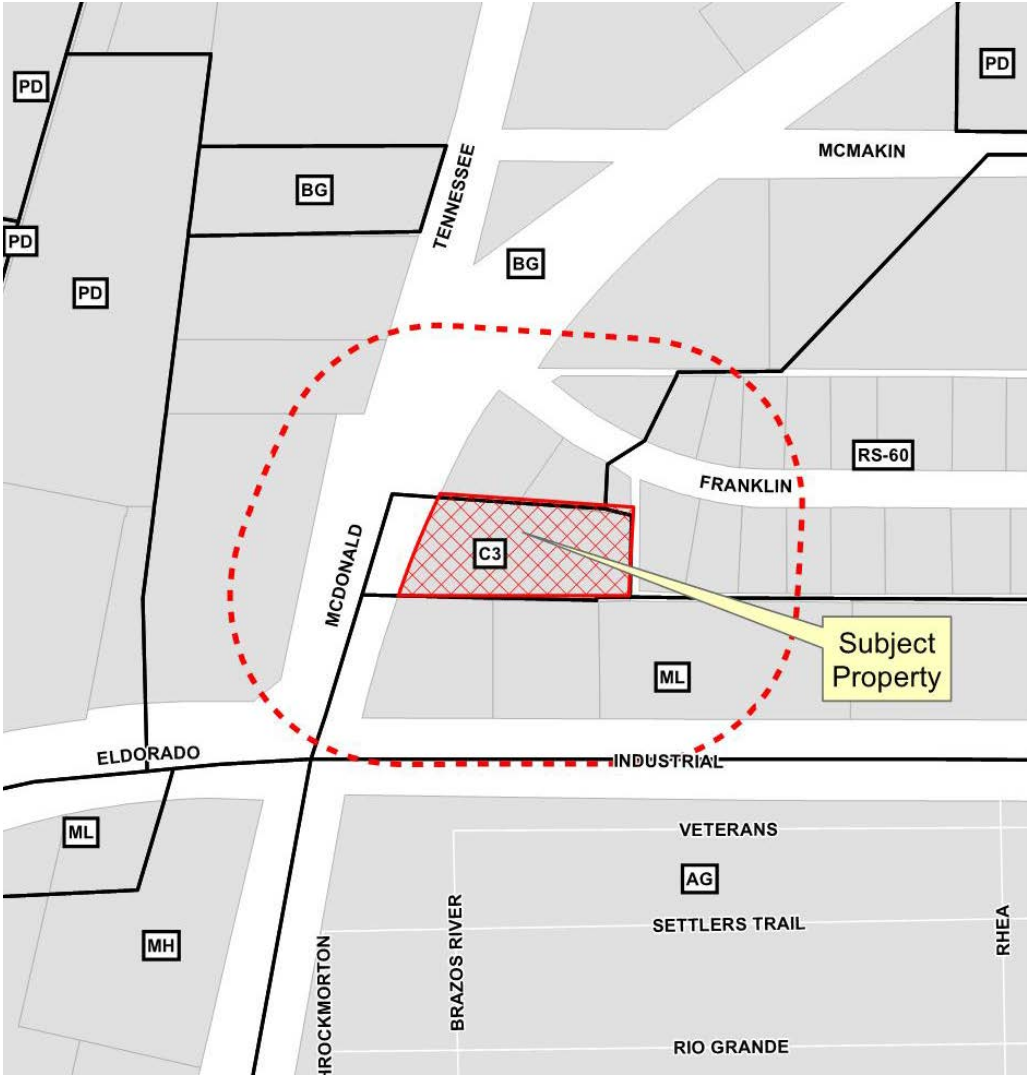 PD
PD
MCMAKIN
TENNESSEE
BG
PD
BG
PD
RS-60
FRANKLIN
C3
MCDONALD
Subject
Property
ML
ELDORADO
INDUSTRIAL
ML
VETERANS
AG
SETTLERS TRAIL
RHEA
MH
BRAZOS RIVER
HROCKMORTON
RIO GRANDE